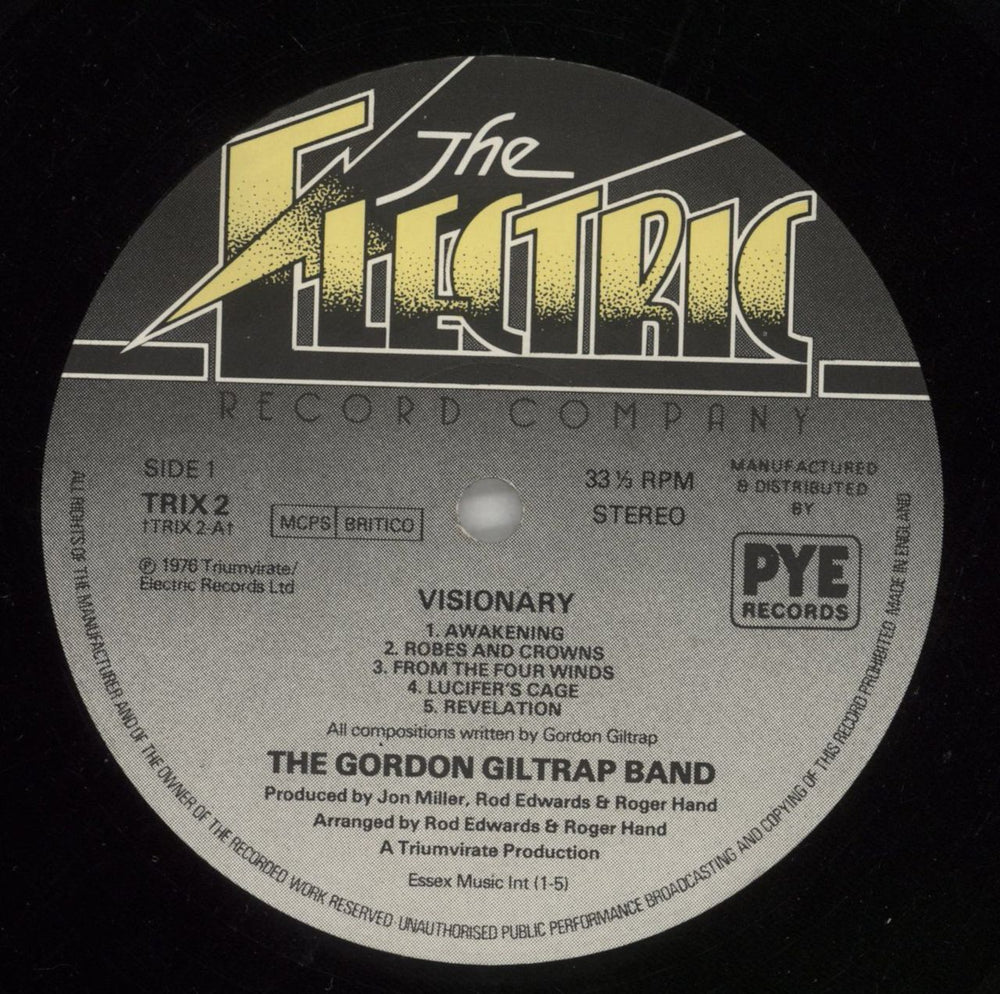 The
ELECTRIC
RECORD COMPANY
SIDE 1
TRIX 2
†TRIX 2-A†
MCPS BRITICO
℗ 1976 Triumvirate/
Electric Records Ltd
33⅓ RPM
STEREO
MANUFACTURED
& DISTRIBUTED
BY
PYE
RECORDS
VISIONARY
1. AWAKENING
2. ROBES AND CROWNS
3. FROM THE FOUR WINDS
4. LUCIFER'S CAGE
5. REVELATION
All compositions written by Gordon Giltrap
THE GORDON GILTRAP BAND
Produced by Jon Miller, Rod Edwards & Roger Hand
Arranged by Rod Edwards & Roger Hand
A Triumvirate Production
Essex Music Int (1-5)
ALL RIGHTS OF THE MANUFACTURER AND OF THE OWNER OF THE RECORDED WORK RESERVED UNAUTHORISED PUBLIC PERFORMANCE BROADCASTING AND COPYING OF THIS RECORD PROHIBITED MADE IN ENGLAND